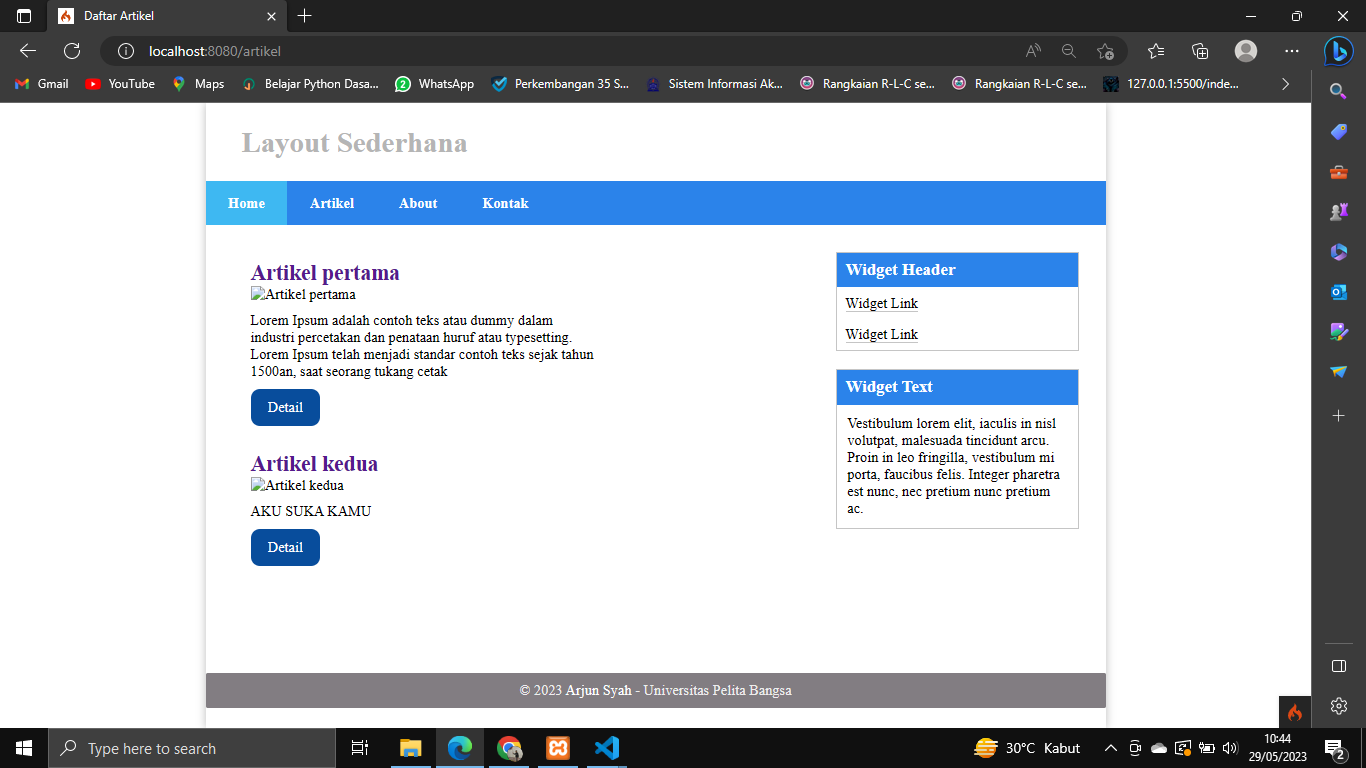 Daftar Artikel
localhost:8080/artikel
Gmail YouTube Maps Belajar Python Dasa... 2 WhatsApp Perkembangan 35 S... Sistem Informasi Ak... Rangkaian R-L-C se... Rangkaian R-L-C se... 127.0.0.1:5500/inde...
Layout Sederhana
Home Artikel About Kontak
Artikel pertama
Artikel pertama
Lorem Ipsum adalah contoh teks atau dummy dalam
industri percetakan dan penataan huruf atau typesetting.
Lorem Ipsum telah menjadi standar contoh teks sejak tahun
1500an, saat seorang tukang cetak
Detail
Artikel kedua
Artikel kedua
AKU SUKA KAMU
Detail
Widget Header
Widget Link
Widget Link
Widget Text
Vestibulum lorem elit, iaculis in nisl
volutpat, malesuada tincidunt arcu.
Proin in leo fringilla, vestibulum mi
porta, faucibus felis. Integer pharetra
est nunc, nec pretium nunc pretium
ac.
© 2023 Arjun Syah - Universitas Pelita Bangsa
Type here to search
30°C Kabut
10:44
29/05/2023
2